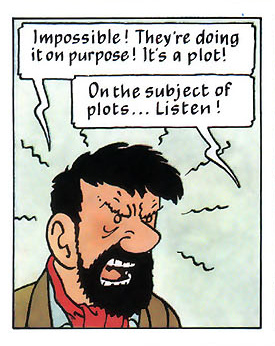 Impossible! They're doing
it on purpose! It's a plot!
On the subject of
plots... Listen!